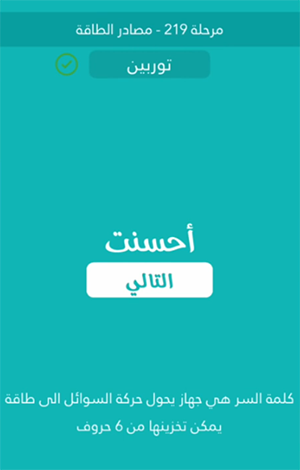 مرحلة 219 - مصادر الطاقة
توربين
أحسنت
التالي
كلمة السر هي جهاز يحول حركة السوائل الى طاقة
يمكن تخزينها من 6 حروف